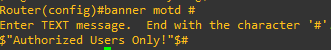 Router(config)#banner motd #
Enter TEXT message.  End with the character '#'.
$"Authorized Users Only!"$#